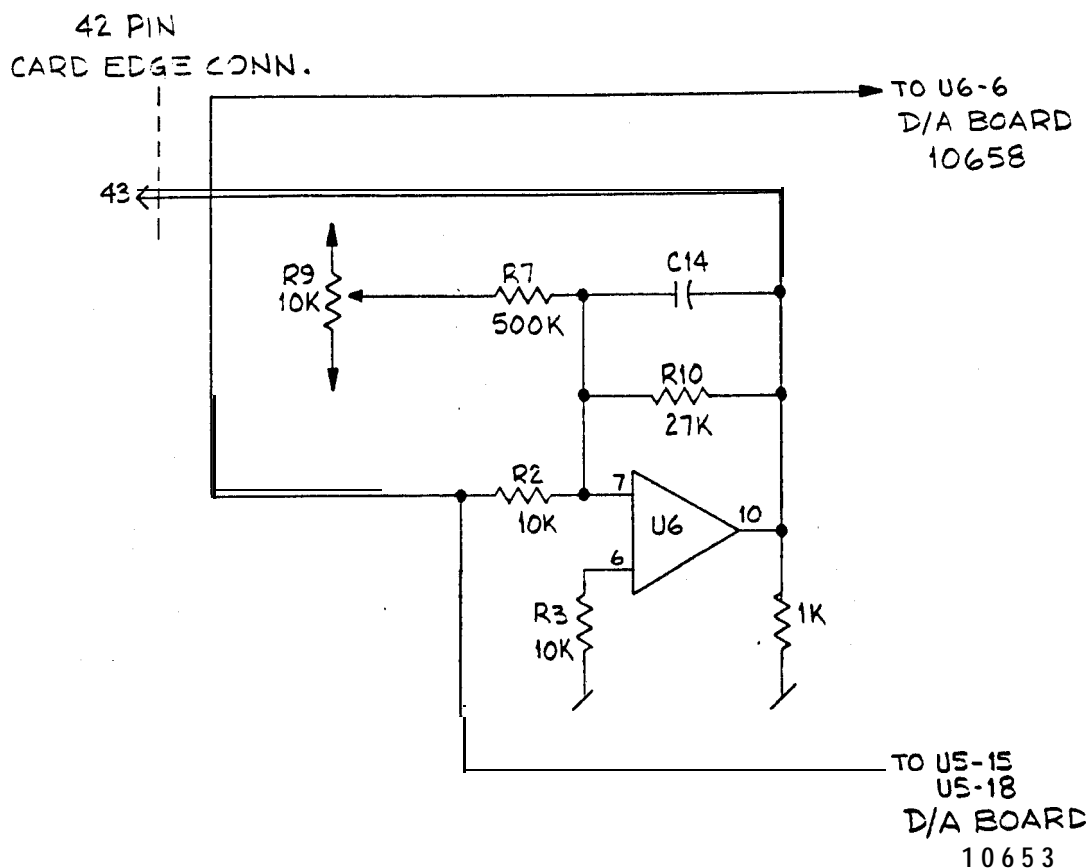 42 PIN
CARD EDGE CONN.
TO U6-6
D/A BOARD
10658
43
R9
10K
R7
500K
C14
R10
27K
R2
10K
7
U6
10
6
R3
10K
1K
TO U5-15
U5-18
D/A BOARD
10653